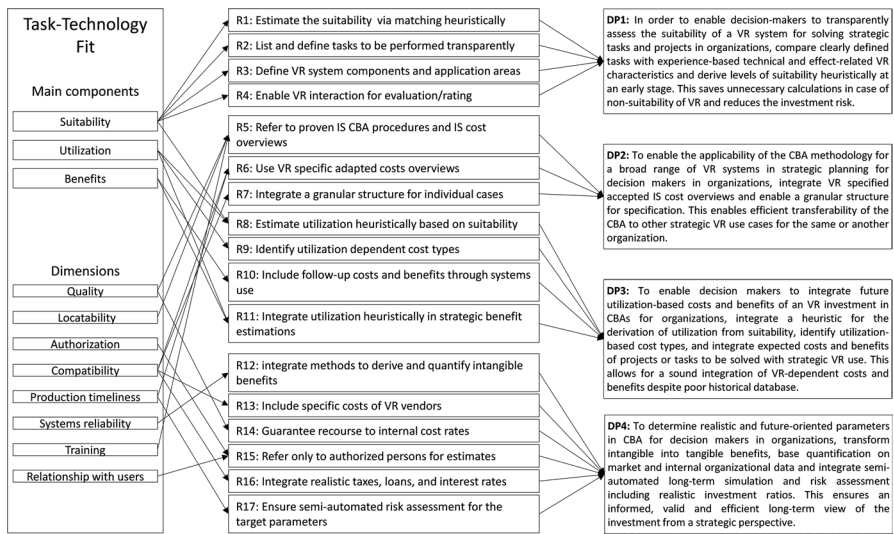 Task-Technology
Fit
Main components
Suitability
Utilization
Benefits
Dimensions
Quality
Locatability
Authorization
Compatibility
Production timeliness
Systems reliability
Training
Relationship with users
R1: Estimate the suitability via matching heuristically
R2: List and define tasks to be performed transparently
R3: Define VR system components and application areas
R4: Enable VR interaction for evaluation/rating
R5: Refer to proven IS CBA procedures and IS cost
overviews
R6: Use VR specific adapted costs overviews
R7: Integrate a granular structure for individual cases
R8: Estimate utilization heuristically based on suitability
R9: Identify utilization dependent cost types
R10: Include follow-up costs and benefits through systems
use
R11: Integrate utilization heuristically in strategic benefit
estimations
R12: integrate methods to derive and quantify intangible
benefits
R13: Include specific costs of VR vendors
R14: Guarantee recourse to internal cost rates
R15: Refer only to authorized persons for estimates
R16: Integrate realistic taxes, loans, and interest rates
R17: Ensure semi-automated risk assessment for the
target parameters
DP1: In order to enable decision-makers to transparently
assess the suitability of a VR system for solving strategic
tasks and projects in organizations, compare clearly defined
tasks with experience-based technical and effect-related VR
characteristics and derive levels of suitability heuristically at
an early stage. This saves unnecessary calculations in case of
non-suitability of VR and reduces the investment risk.
DP2: To enable the applicability of the CBA methodology for
a broad range of VR systems in strategic planning for
decision makers in organizations, integrate VR specified
accepted IS cost overviews and enable a granular structure
for specification. This enables efficient transferability of the
CBA to other strategic VR use cases for the same or another
organization.
DP3: To enable decision makers to integrate future
utilization-based costs and benefits of an VR investment in
CBAs for organizations, integrate a heuristic for the
derivation of utilization from suitability, identify utilization-
based cost types, and integrate expected costs and benefits
of projects or tasks to be solved with strategic VR use. This
allows for a sound integration of VR-dependent costs and
benefits despite poor historical database.
DP4: To determine realistic and future-oriented parameters
in CBA for decision makers in organizations, transform
intangible into tangible benefits, base quantification on
market and internal organizational data and integrate semi-
automated long-term simulation and risk assessment
including realistic investment ratios. This ensures an
informed, valid and efficient long-term view of the
investment from a strategic perspective.